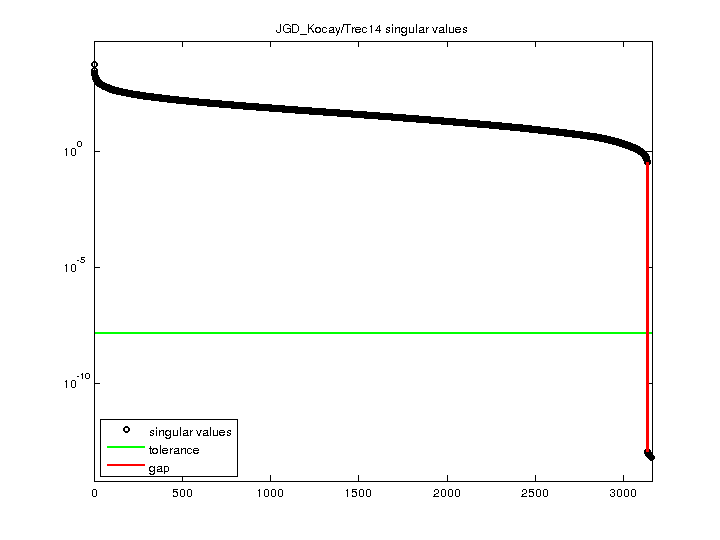 JGD_Kocay/Trec14 singular values
10^0
10^-5
10^-10
singular values
tolerance
gap
0 500 1000 1500 2000 2500 3000